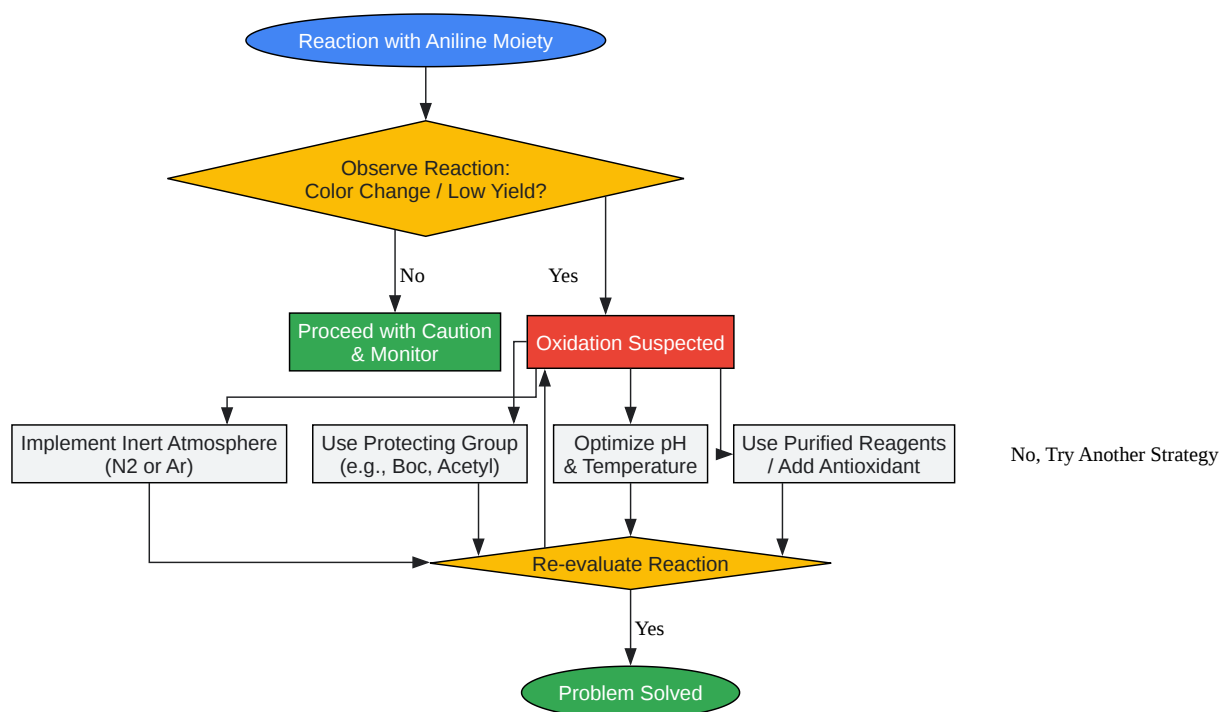 Reaction with Aniline Moiety
Observe Reaction:
Color Change / Low Yield?
No
Yes
Proceed with Caution
& Monitor
Oxidation Suspected
Implement Inert Atmosphere
(N2 or Ar)
Use Protecting Group
(e.g., Boc, Acetyl)
Optimize pH
& Temperature
Use Purified Reagents
/ Add Antioxidant
No, Try Another Strategy
Re-evaluate Reaction
Yes
Problem Solved